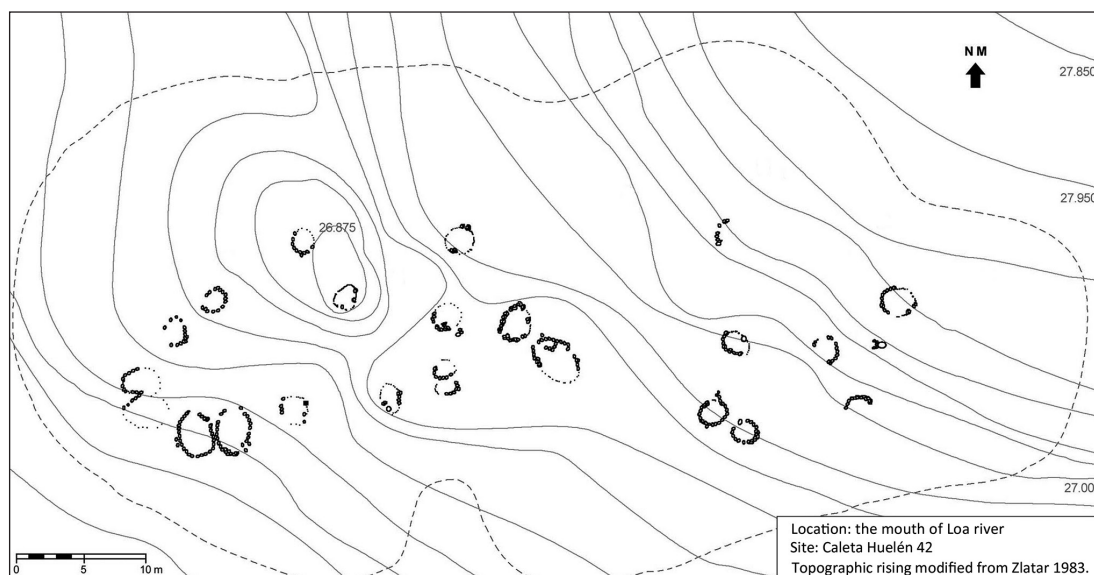 N M
27.850
27.950
26.875
27.00
Location: the mouth of Loa river
Site: Caleta Huelén 42
Topographic rising modified from Zlatar 1983.
0 5 10 m